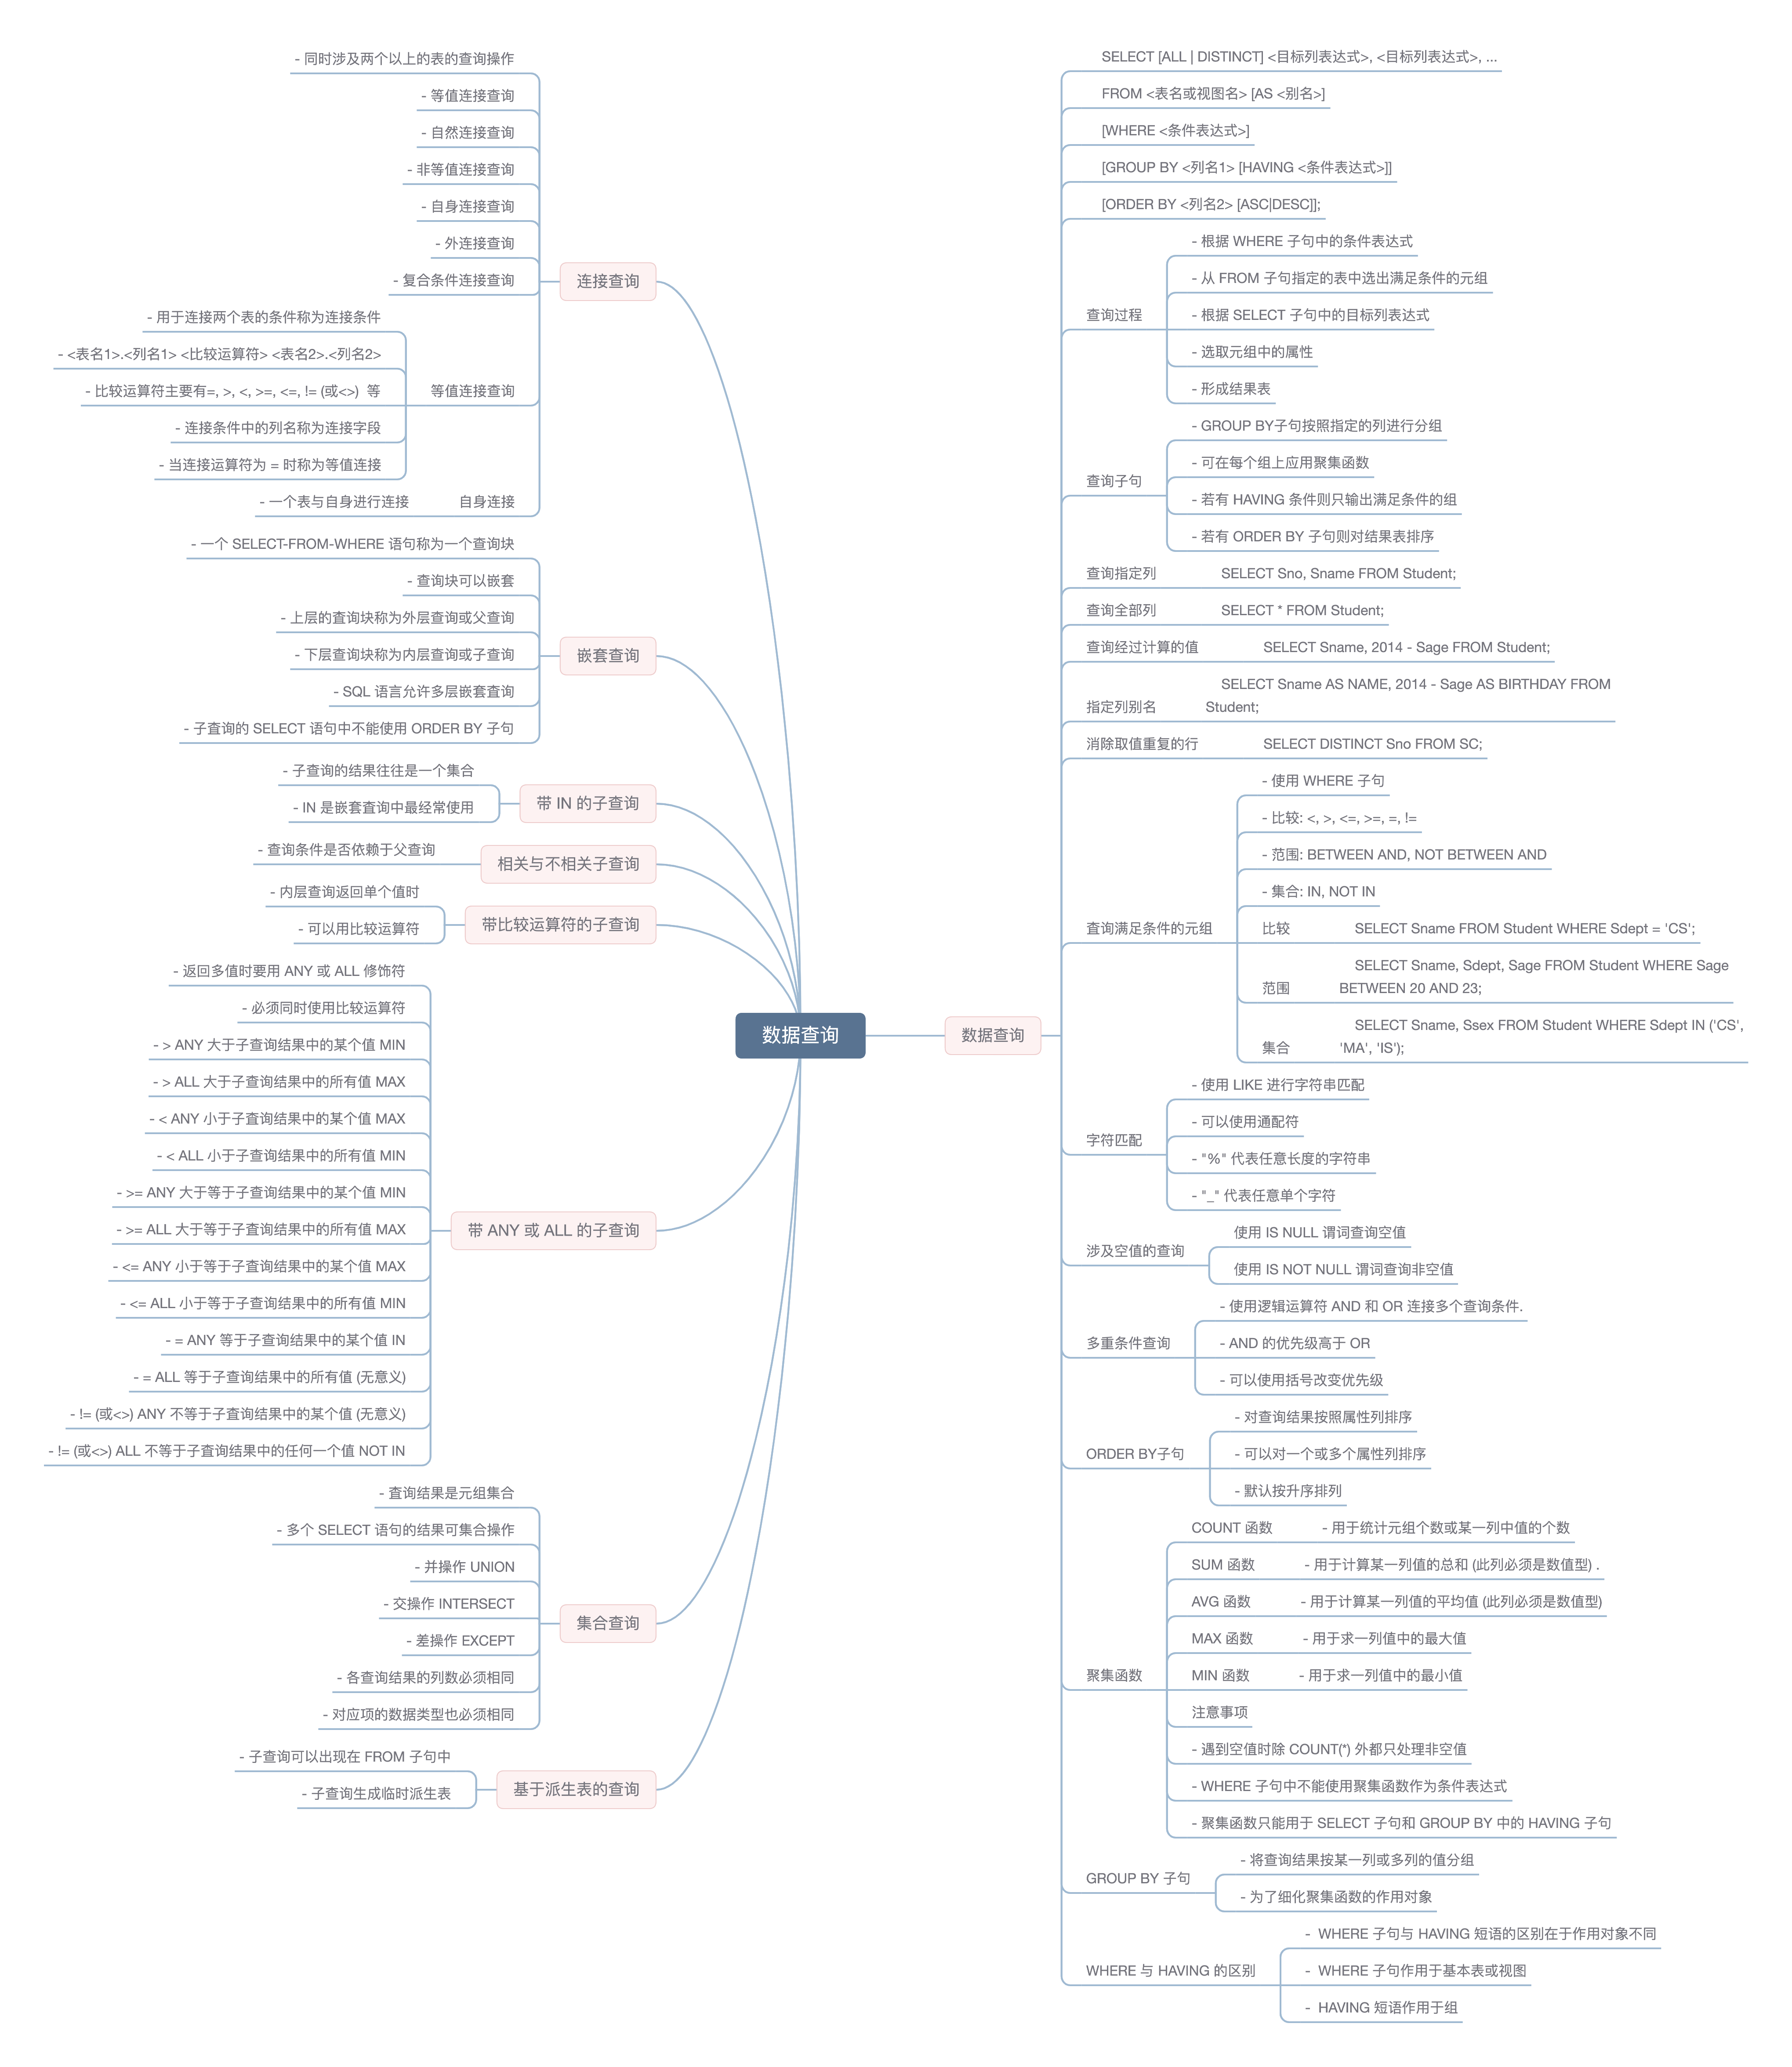 数据查询
数据查询
SELECT [ALL | DISTINCT] <目标列表达式>, <目标列表达式>, ...
FROM <表名或视图名> [AS <别名>]
[WHERE <条件表达式>]
[GROUP BY <列名1> [HAVING <条件表达式>]]
[ORDER BY <列名2> [ASC|DESC]];
查询过程
- 根据 WHERE 子句中的条件表达式
- 从 FROM 子句指定的表中选出满足条件的元组
- 根据 SELECT 子句中的目标列表达式
- 选取元组中的属性
- 形成结果表
查询子句
- GROUP BY子句按照指定的列进行分组
- 可在每个组上应用聚集函数
- 若有 HAVING 条件则只输出满足条件的组
- 若有 ORDER BY 子句则对结果表排序
查询指定列 SELECT Sno, Sname FROM Student;
查询全部列 SELECT * FROM Student;
查询经过计算的值 SELECT Sname, 2014 - Sage FROM Student;
指定列别名
SELECT Sname AS NAME, 2014 - Sage AS BIRTHDAY FROM
Student;
消除取值重复的行 SELECT DISTINCT Sno FROM SC;
查询满足条件的元组
- 使用 WHERE 子句
- 比较: <, >, <=, >=, =, !=
- 范围: BETWEEN AND, NOT BETWEEN AND
- 集合: IN, NOT IN
比较 SELECT Sname FROM Student WHERE Sdept = 'CS';
范围
SELECT Sname, Sdept, Sage FROM Student WHERE Sage
BETWEEN 20 AND 23;
集合
SELECT Sname, Ssex FROM Student WHERE Sdept IN ('CS',
'MA', 'IS');
字符匹配
- 使用 LIKE 进行字符串匹配
- 可以使用通配符
- "%" 代表任意长度的字符串
- "_" 代表任意单个字符
涉及空值的查询
使用 IS NULL 谓词查询空值
使用 IS NOT NULL 谓词查询非空值
多重条件查询
- 使用逻辑运算符 AND 和 OR 连接多个查询条件.
- AND 的优先级高于 OR
- 可以使用括号改变优先级
ORDER BY子句
- 对查询结果按照属性列排序
- 可以对一个或多个属性列排序
- 默认按升序排列
聚集函数
COUNT 函数 - 用于统计元组个数或某一列中值的个数
SUM 函数 - 用于计算某一列值的总和 (此列必须是数值型) .
AVG 函数 - 用于计算某一列值的平均值 (此列必须是数值型)
MAX 函数 - 用于求一列值中的最大值
MIN 函数 - 用于求一列值中的最小值
注意事项
- 遇到空值时除 COUNT(*) 外都只处理非空值
- WHERE 子句中不能使用聚集函数作为条件表达式
- 聚集函数只能用于 SELECT 子句和 GROUP BY 中的 HAVING 子句
GROUP BY 子句
- 将查询结果按某一列或多列的值分组
- 为了细化聚集函数的作用对象
WHERE 与 HAVING 的区别
- WHERE 子句与 HAVING 短语的区别在于作用对象不同
- WHERE 子句作用于基本表或视图
- HAVING 短语作用于组
连接查询
- 同时涉及两个以上的表的查询操作
- 等值连接查询
- 自然连接查询
- 非等值连接查询
- 自身连接查询
- 外连接查询
- 复合条件连接查询
等值连接查询
- 用于连接两个表的条件称为连接条件
- <表名1>.<列名1> <比较运算符> <表名2>.<列名2>
- 比较运算符主要有=, >, <, >=, <=, != (或<>) 等
- 连接条件中的列名称为连接字段
- 当连接运算符为 = 时称为等值连接
- 一个表与自身进行连接 自身连接
嵌套查询
- 一个 SELECT-FROM-WHERE 语句称为一个查询块
- 查询块可以嵌套
- 上层的查询块称为外层查询或父查询
- 下层查询块称为内层查询或子查询
- SQL 语言允许多层嵌套查询
- 子查询的 SELECT 语句中不能使用 ORDER BY 子句
带 IN 的子查询
- 子查询的结果往往是一个集合
- IN 是嵌套查询中最经常使用
相关与不相关子查询
- 查询条件是否依赖于父查询
带比较运算符的子查询
- 内层查询返回单个值时
- 可以用比较运算符
带 ANY 或 ALL 的子查询
- 返回多值时要用 ANY 或 ALL 修饰符
- 必须同时使用比较运算符
- > ANY 大于子查询结果中的某个值 MIN
- > ALL 大于子查询结果中的所有值 MAX
- < ANY 小于子查询结果中的某个值 MAX
- < ALL 小于子查询结果中的所有值 MIN
- >= ANY 大于等于子查询结果中的某个值 MIN
- >= ALL 大于等于子查询结果中的所有值 MAX
- <= ANY 小于等于子查询结果中的某个值 MAX
- <= ALL 小于等于子查询结果中的所有值 MIN
- = ANY 等于子查询结果中的某个值 IN
- = ALL 等于子查询结果中的所有值 (无意义)
- != (或<>) ANY 不等于子查询结果中的某个值 (无意义)
- != (或<>) ALL 不等于子查询结果中的任何一个值 NOT IN
集合查询
- 查询结果是元组集合
- 多个 SELECT 语句的结果可集合操作
- 并操作 UNION
- 交操作 INTERSECT
- 差操作 EXCEPT
- 各查询结果的列数必须相同
- 对应项的数据类型也必须相同
基于派生表的查询
- 子查询可以出现在 FROM 子句中
- 子查询生成临时派生表